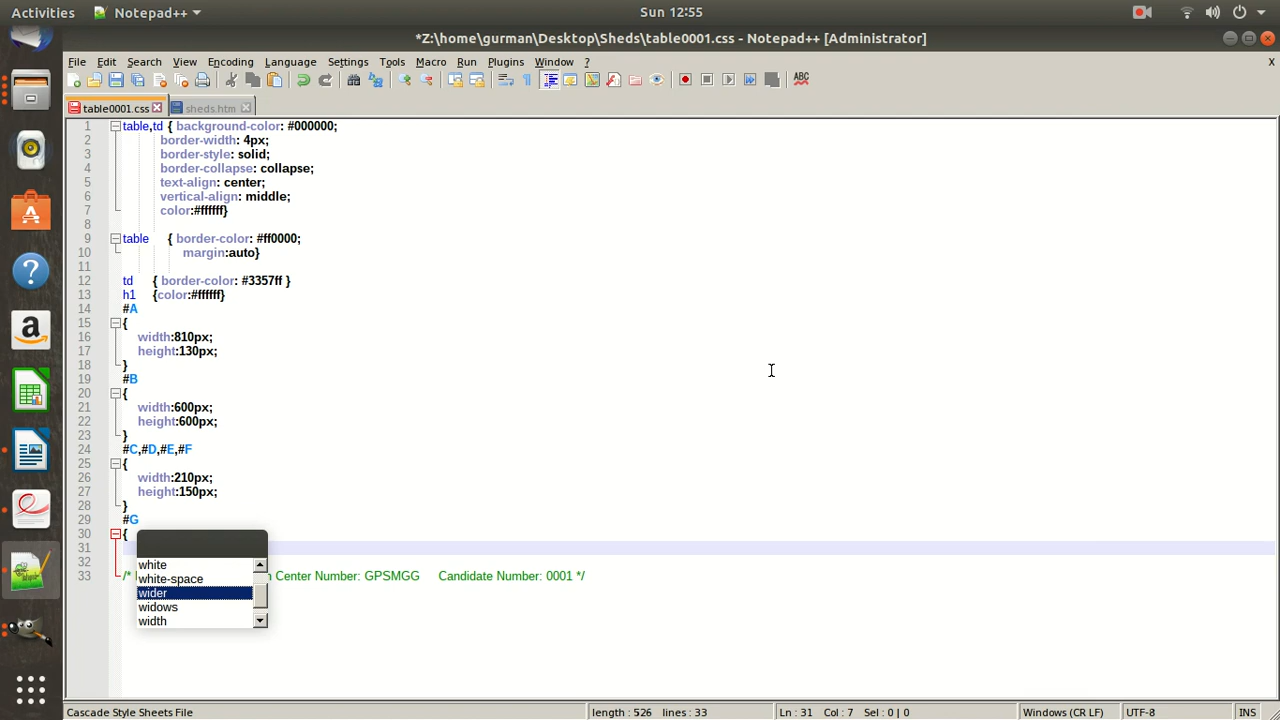 Activities Notepad++ Sun 12:55
*Z:\home\gurman\Desktop\Sheds\table0001.css - Notepad++ [Administrator]
File Edit Search View Encoding Language Settings Tools Macro Run Plugins Window ? X
ABC
table0001.css sheds.htm
1 table,td { background-color: #000000;
2 border-width: 4px;
3 border-style: solid;
4 border-collapse: collapse;
5 text-align: center;
6 vertical-align: middle;
7 color:#ffffff}
8
9 table { border-color: #ff0000;
10 margin:auto}
11
12 td { border-color: #3357ff }
13 h1 {color:#ffffff}
14 #A
15 {
16 width:810px;
17 height:130px;
18 }
19 #B
20 {
21 width:600px;
22 height:600px;
23 }
24 #C,#D,#E,#F
25 {
26 width:210px;
27 height:150px;
28 }
29 #G
30 {
31
32
33 /* Center Number: GPSMGG Candidate Number: 0001 */
white
white-space
wider
widows
width
Cascade Style Sheets File length : 526 lines : 33 Ln : 31 Col : 7 Sel : 0 | 0 Windows (CR LF) UTF-8 INS